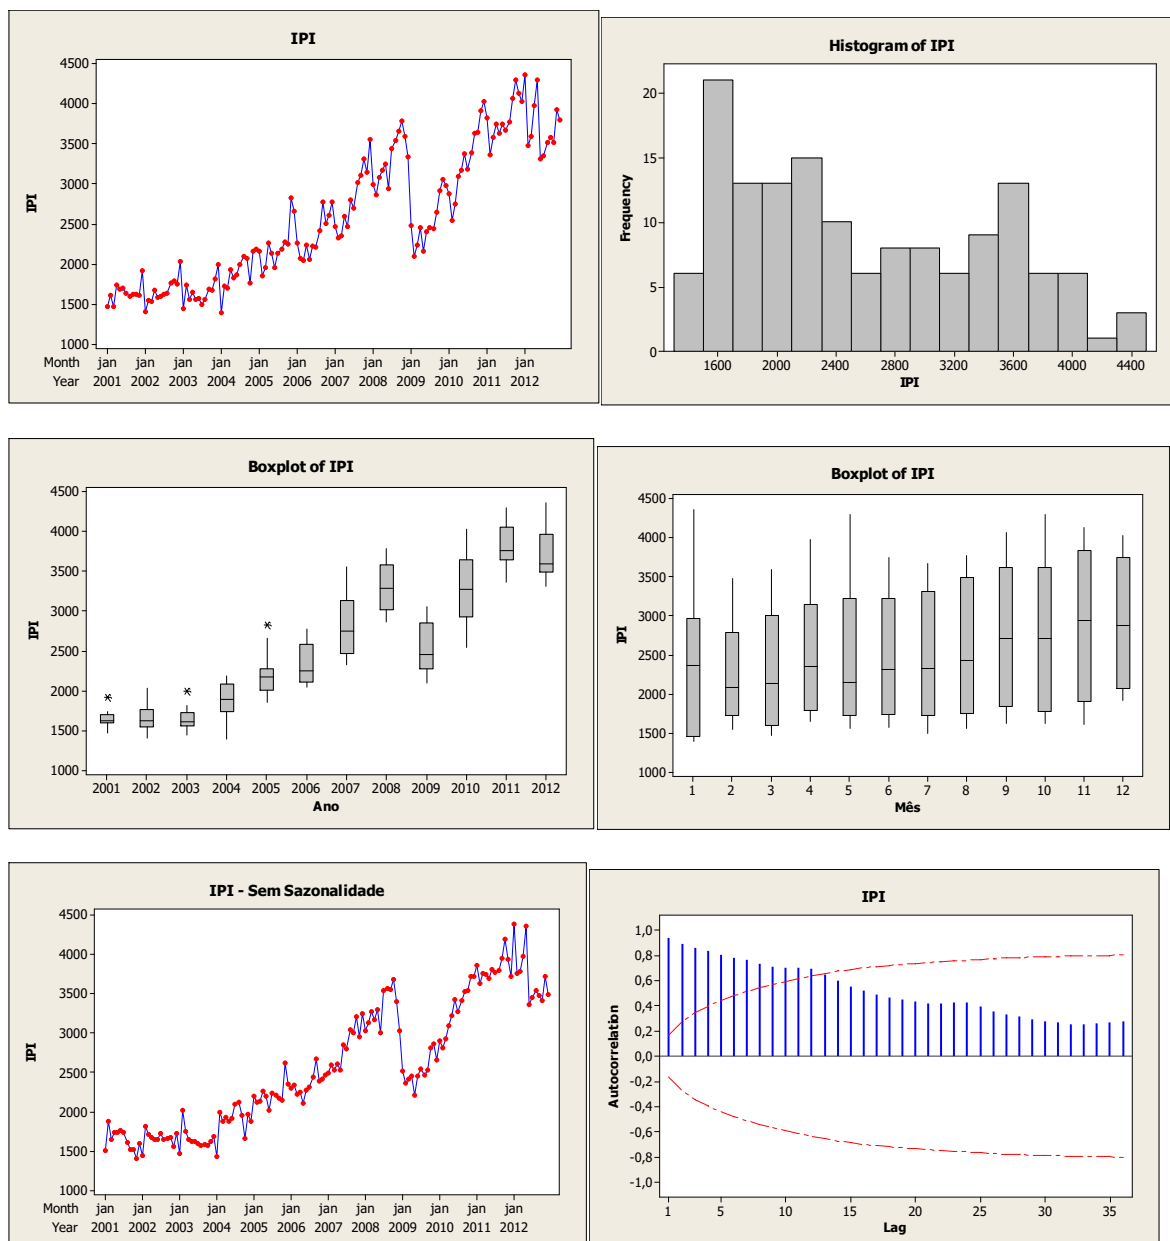 IPI
4500
4000
3500
3000
2500
2000
1500
1000
IPI
Month jan jan jan jan jan jan jan jan jan jan jan jan
Year 2001 2002 2003 2004 2005 2006 2007 2008 2009 2010 2011 2012
Histogram of IPI
20
15
10
5
0
Frequency
1600 2000 2400 2800 3200 3600 4000 4400
IPI
Boxplot of IPI
4500
4000
3500
3000
2500
2000
1500
1000
IPI
2001 2002 2003 2004 2005 2006 2007 2008 2009 2010 2011 2012
Ano
Boxplot of IPI
4500
4000
3500
3000
2500
2000
1500
1000
IPI
1 2 3 4 5 6 7 8 9 10 11 12
Mês
IPI - Sem Sazonalidade
4500
4000
3500
3000
2500
2000
1500
1000
IPI
Month jan jan jan jan jan jan jan jan jan jan jan jan
Year 2001 2002 2003 2004 2005 2006 2007 2008 2009 2010 2011 2012
IPI
1,0
0,8
0,6
0,4
0,2
0,0
-0,2
-0,4
-0,6
-0,8
-1,0
Autocorrelation
1 5 10 15 20 25 30 35
Lag